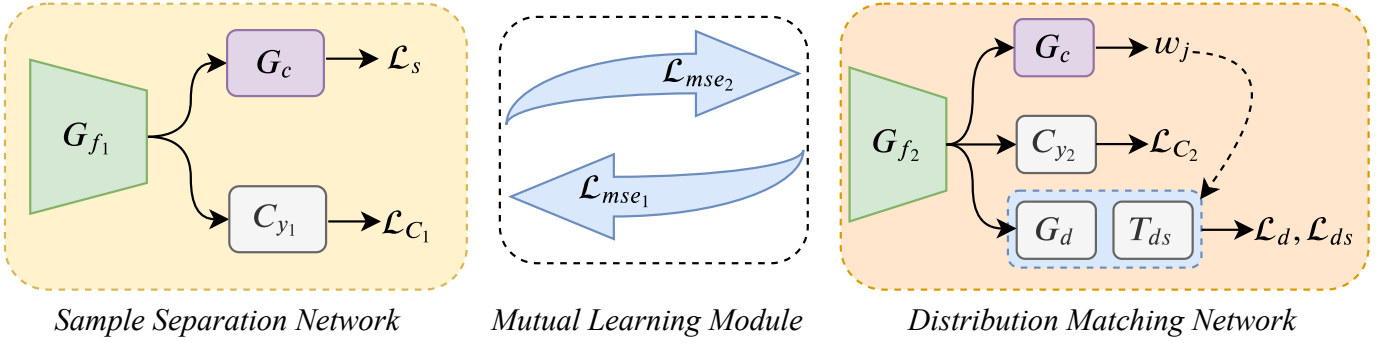 G_{f_1}
G_c
ℒ_s
C_{y_1}
ℒ_{C_1}
ℒ_{mse_2}
ℒ_{mse_1}
G_{f_2}
G_c
w_j
C_{y_2}
ℒ_{C_2}
G_d
T_{ds}
ℒ_d, ℒ_{ds}
Sample Separation Network
Mutual Learning Module
Distribution Matching Network